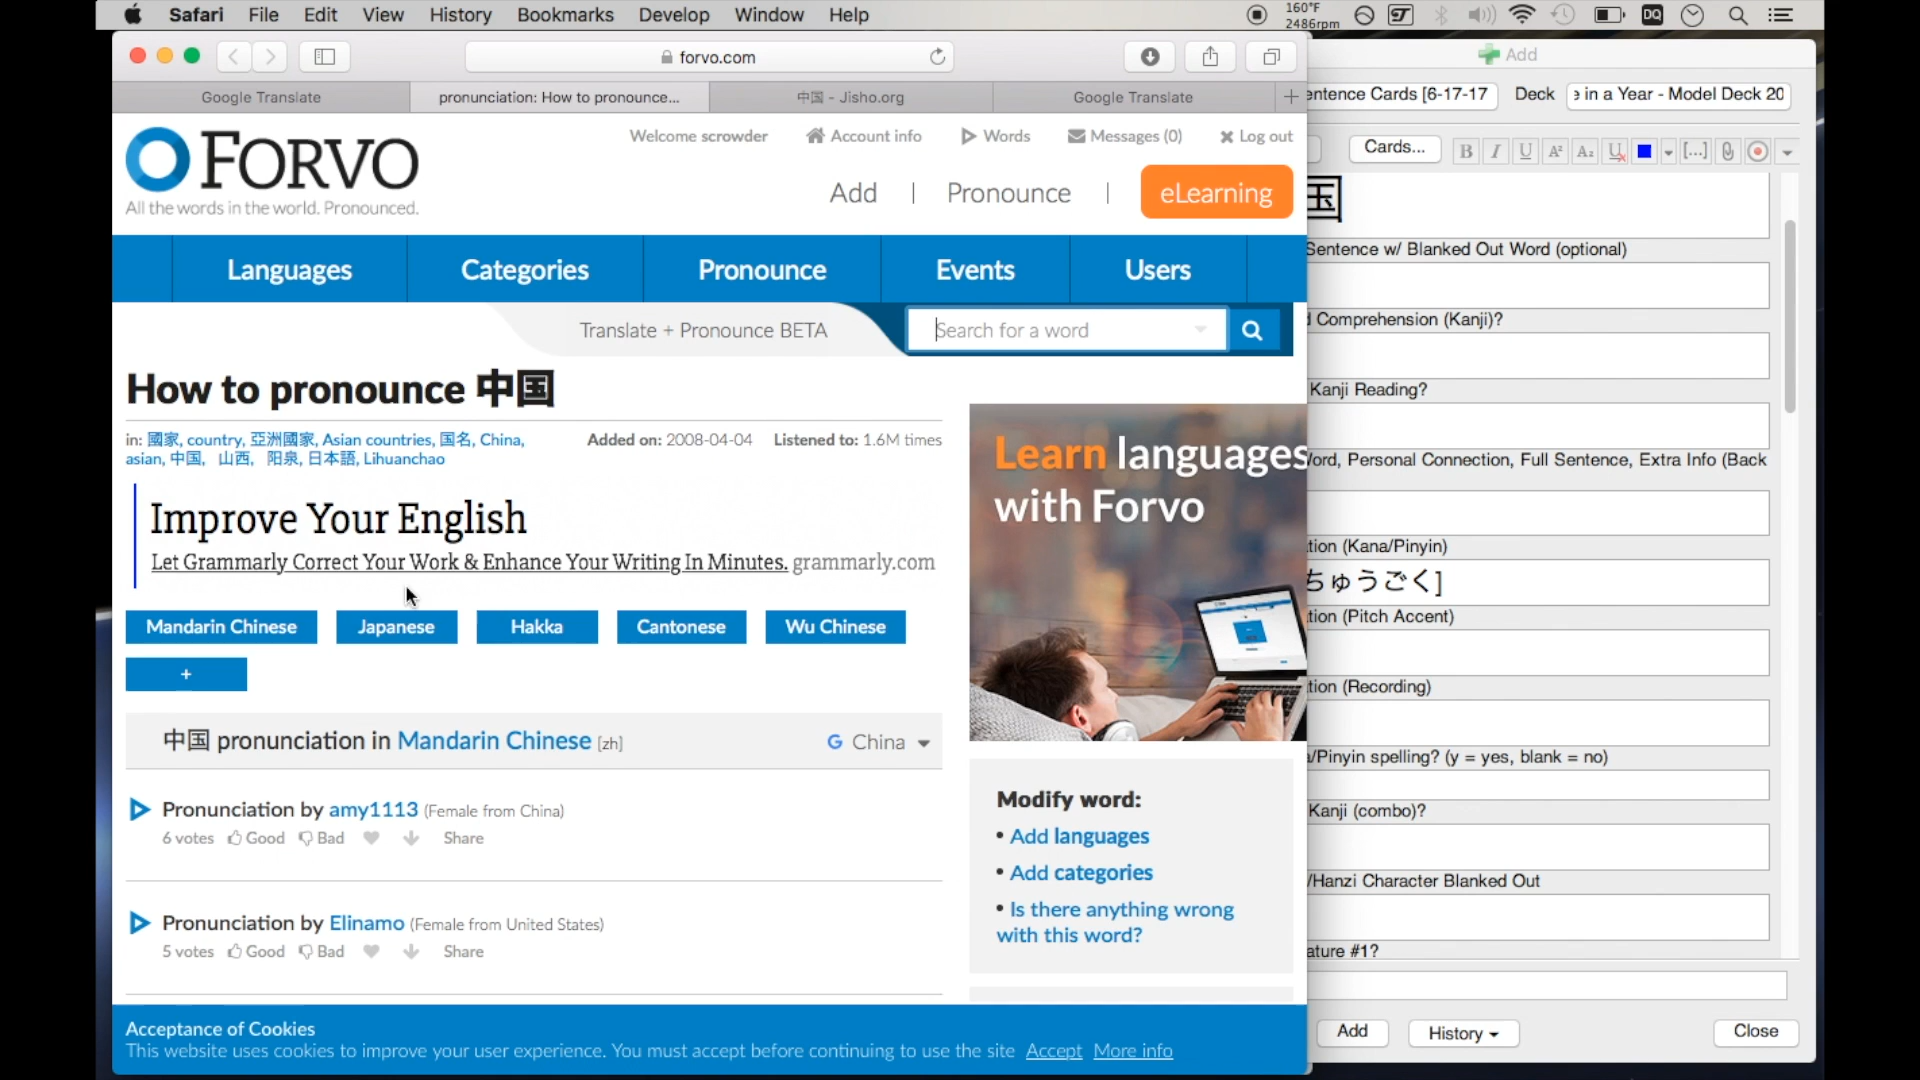 Safari File Edit View History Bookmarks Develop Window Help
160°F
2486rpm
DQ
forvo.com
Google Translate
pronunciation: How to pronounce...
中国 - Jisho.org
Google Translate
FORVO
All the words in the world. Pronounced.
Welcome scrowder Account info Words Messages (0) Log out
Add | Pronounce | eLearning
Languages Categories Pronounce Events Users
Translate + Pronounce BETA
Search for a word
How to pronounce 中国
in: 國家, country, 亞洲國家, Asian countries, 国名, China,
asian, 中国, 山西, 阳泉, 日本語, Lihuanchao
Added on: 2008-04-04 Listened to: 1.6M times
Improve Your English
Let Grammarly Correct Your Work & Enhance Your Writing In Minutes. grammarly.com
Mandarin Chinese Japanese Hakka Cantonese Wu Chinese
+
中国 pronunciation in Mandarin Chinese [zh]
G China
Pronunciation by amy1113 (Female from China)
6 votes Good Bad Share
Pronunciation by Elinamo (Female from United States)
5 votes Good Bad Share
Learn languages
with Forvo
Modify word:
• Add languages
• Add categories
• Is there anything wrong
with this word?
Acceptance of Cookies
This website uses cookies to improve your user experience. You must accept before continuing to use the site Accept More info
Add
entence Cards [6-17-17 Deck e in a Year - Model Deck 20
Cards... B I U A² A₂ U [...]
国
Sentence w/ Blanked Out Word (optional)
d Comprehension (Kanji)?
Kanji Reading?
Word, Personal Connection, Full Sentence, Extra Info (Back
tion (Kana/Pinyin)
ちゅうごく]
tion (Pitch Accent)
tion (Recording)
/Pinyin spelling? (y = yes, blank = no)
Kanji (combo)?
/Hanzi Character Blanked Out
ature #1?
Add History Close